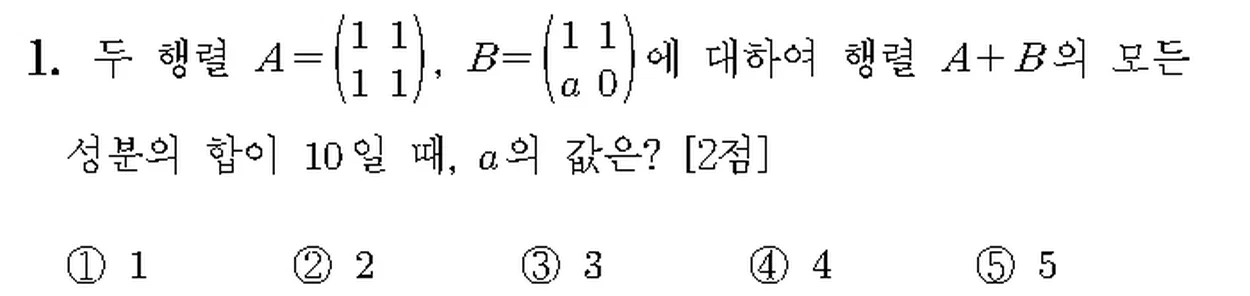 1. 두 행렬 A=(1 1 / 1 1), B=(1 1 / a 0)에 대하여 행렬 A+B의 모든
성분의 합이 10일 때, a의 값은? [2점]
① 1 ② 2 ③ 3 ④ 4 ⑤ 5